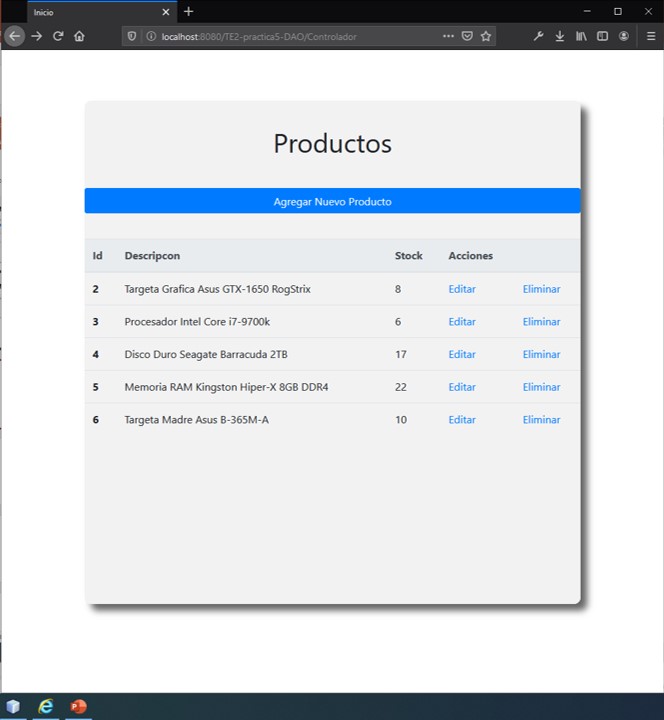 Inicio
localhost:8080/TE2-practica5-DAO/Controlador
Productos
Agregar Nuevo Producto
Id Descripcon Stock Acciones
2 Targeta Grafica Asus GTX-1650 RogStrix 8 Editar Eliminar
3 Procesador Intel Core i7-9700k 6 Editar Eliminar
4 Disco Duro Seagate Barracuda 2TB 17 Editar Eliminar
5 Memoria RAM Kingston Hiper-X 8GB DDR4 22 Editar Eliminar
6 Targeta Madre Asus B-365M-A 10 Editar Eliminar